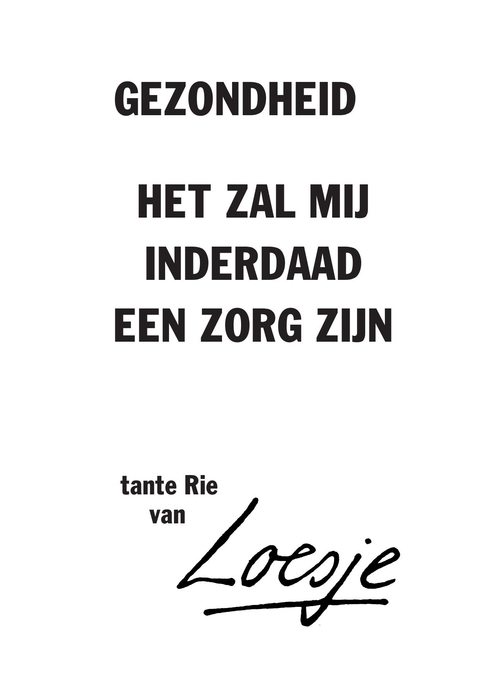 GEZONDHEID
HET ZAL MIJ
INDERDAAD
EEN ZORG ZIJN
tante Rie
van
Loesje